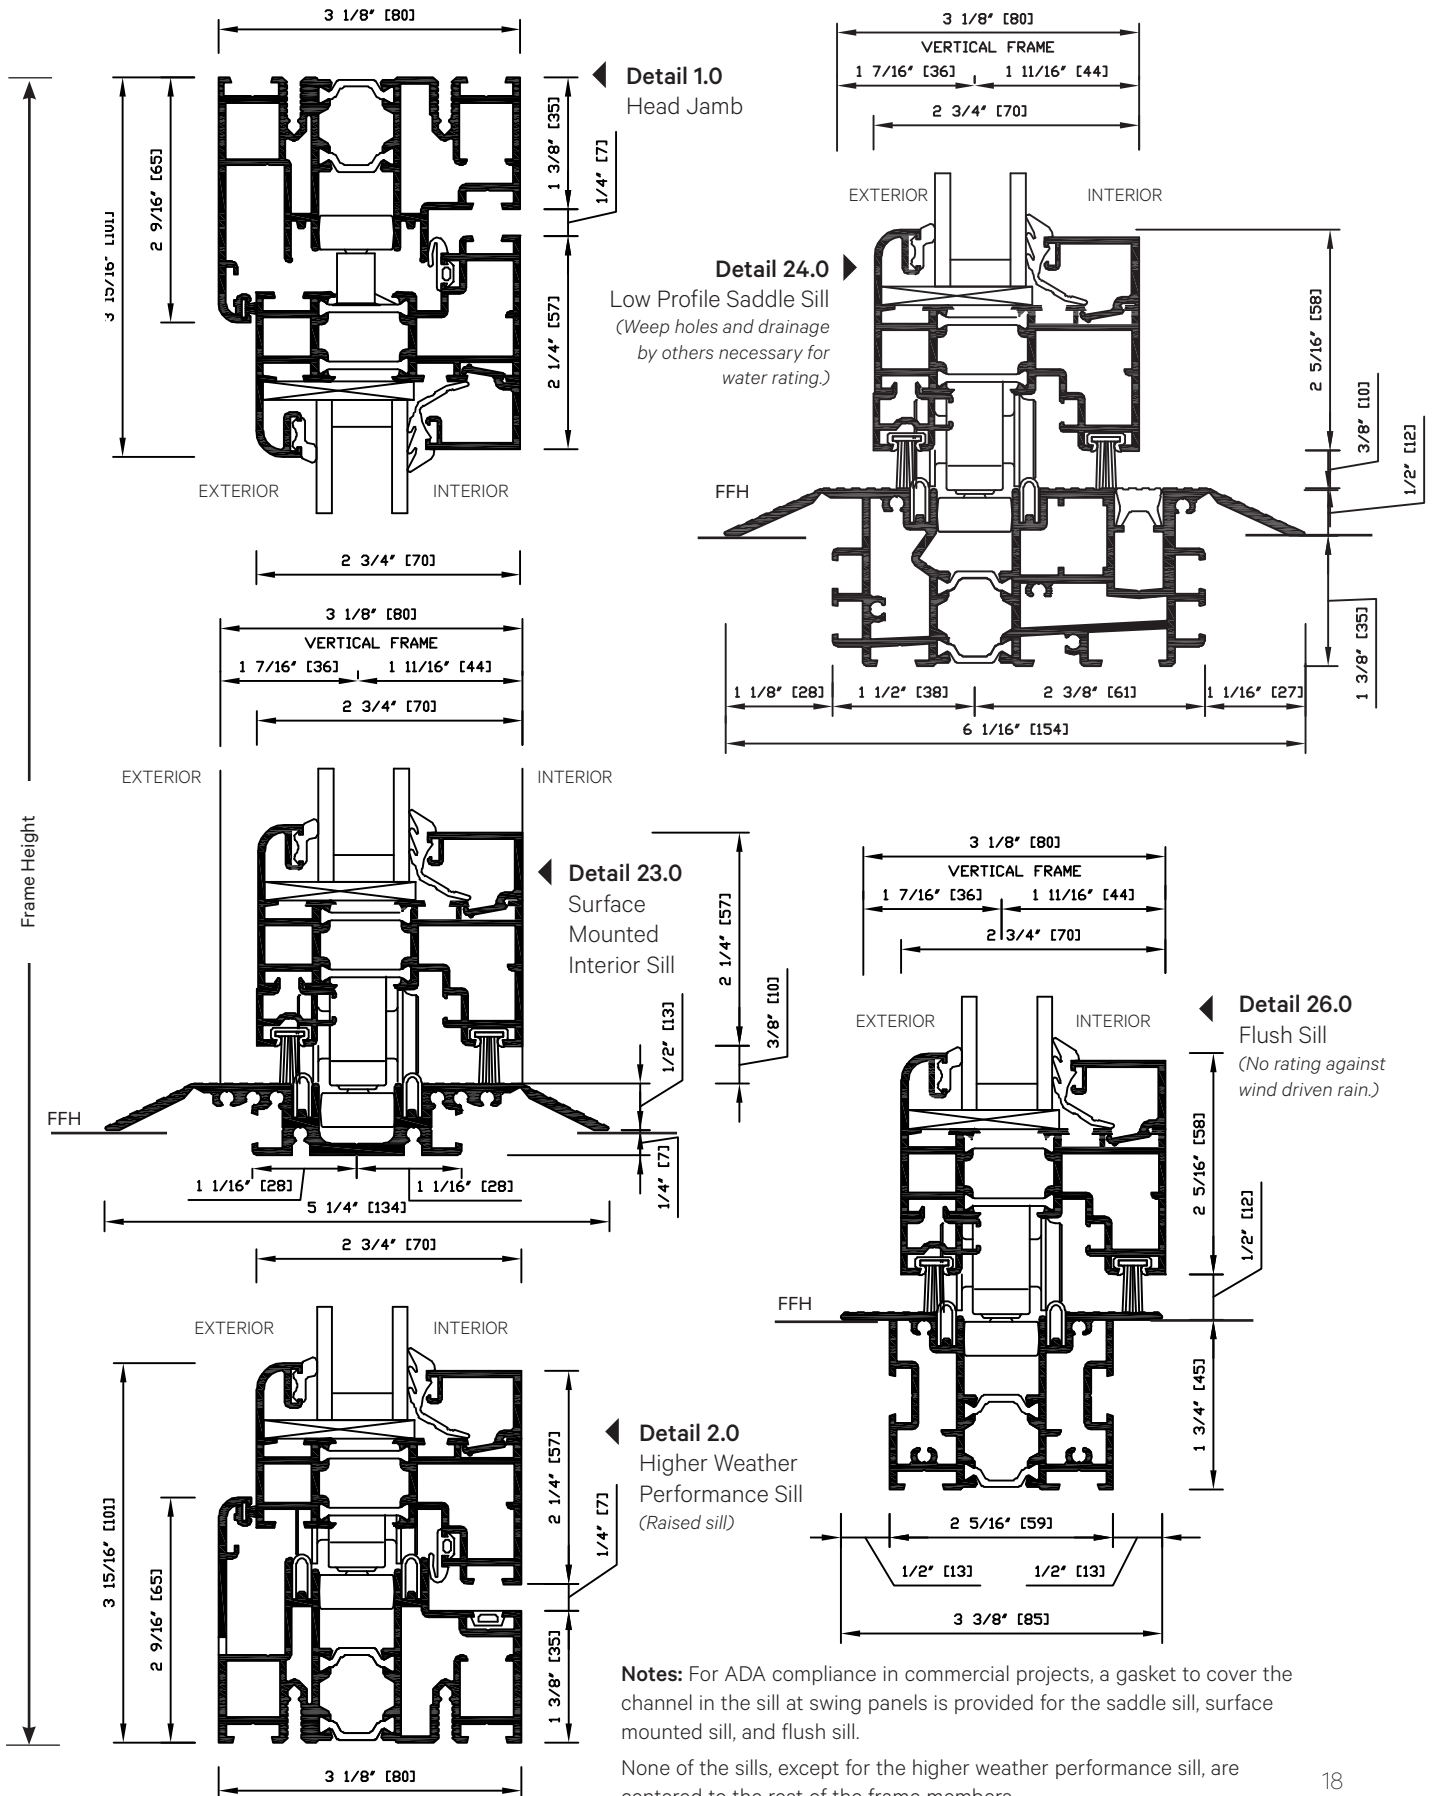 3 1/8" [80]
3 15/16" [101]
2 9/16" [65]
1 3/8" [35]
1/4" [7]
2 1/4" [57]
Detail 1.0
Head Jamb
EXTERIOR
INTERIOR
2 3/4" [70]
3 1/8" [80]
VERTICAL FRAME
1 7/16" [36]
1 11/16" [44]
2 3/4" [70]
EXTERIOR
INTERIOR
Detail 24.0
Low Profile Saddle Sill
(Weep holes and drainage
by others necessary for
water rating.)
FFH
2 5/16" [58]
3/8" [10]
1/2" [12]
1 3/8" [35]
1 1/8" [28]
1 1/2" [38]
2 3/8" [61]
1 1/16" [27]
6 1/16" [154]
Frame Height
3 1/8" [80]
VERTICAL FRAME
1 7/16" [36]
1 11/16" [44]
2 3/4" [70]
EXTERIOR
INTERIOR
Detail 23.0
Surface
Mounted
Interior Sill
2 1/4" [57]
3/8" [10]
1/2" [13]
1/4" [7]
FFH
1 1/16" [28]
1 1/16" [28]
5 1/4" [134]
3 1/8" [80]
VERTICAL FRAME
1 7/16" [36]
1 11/16" [44]
2 3/4" [70]
EXTERIOR
INTERIOR
Detail 26.0
Flush Sill
(No rating against
wind driven rain.)
2 5/16" [58]
1/2" [12]
FFH
1 3/4" [45]
2 5/16" [59]
1/2" [13]
1/2" [13]
3 3/8" [85]
2 3/4" [70]
EXTERIOR
INTERIOR
3 15/16" [101]
2 9/16" [65]
2 1/4" [57]
1/4" [7]
1 3/8" [35]
Detail 2.0
Higher Weather
Performance Sill
(Raised sill)
3 1/8" [80]
Notes: For ADA compliance in commercial projects, a gasket to cover the
channel in the sill at swing panels is provided for the saddle sill, surface
mounted sill, and flush sill.
None of the sills, except for the higher weather performance sill, are
centered to the rest of the frame members.
18